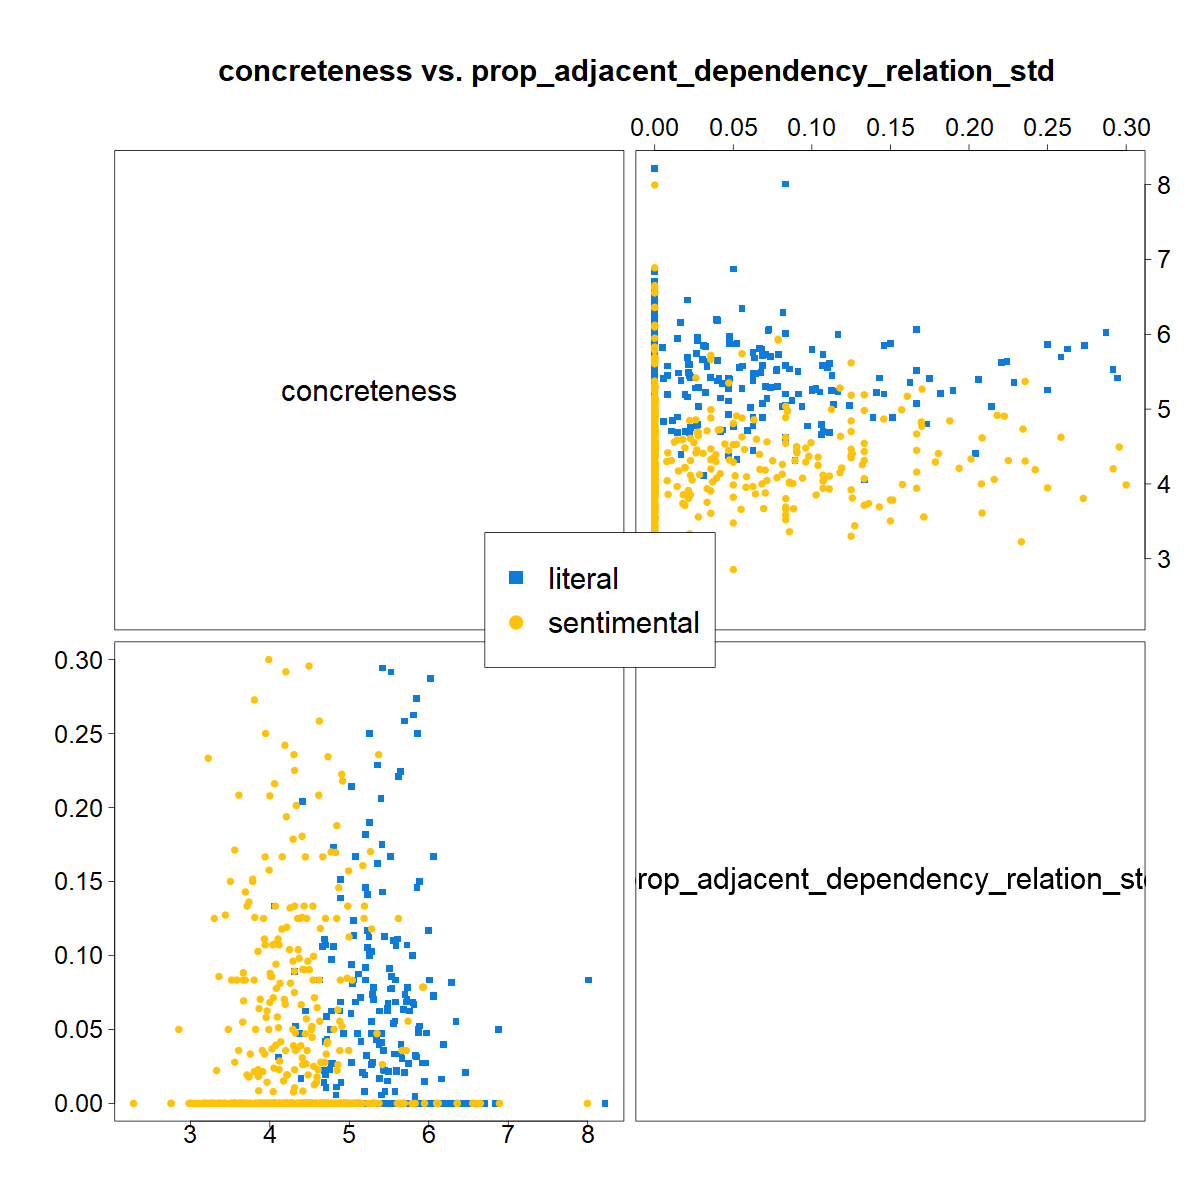 concreteness vs. prop_adjacent_dependency_relation_std
0.00 0.05 0.10 0.15 0.20 0.25 0.30
concreteness
8
7
6
5
4
3
literal
sentimental
0.30
0.25
0.20
0.15
0.10
0.05
0.00
rop_adjacent_dependency_relation_st
3 4 5 6 7 8